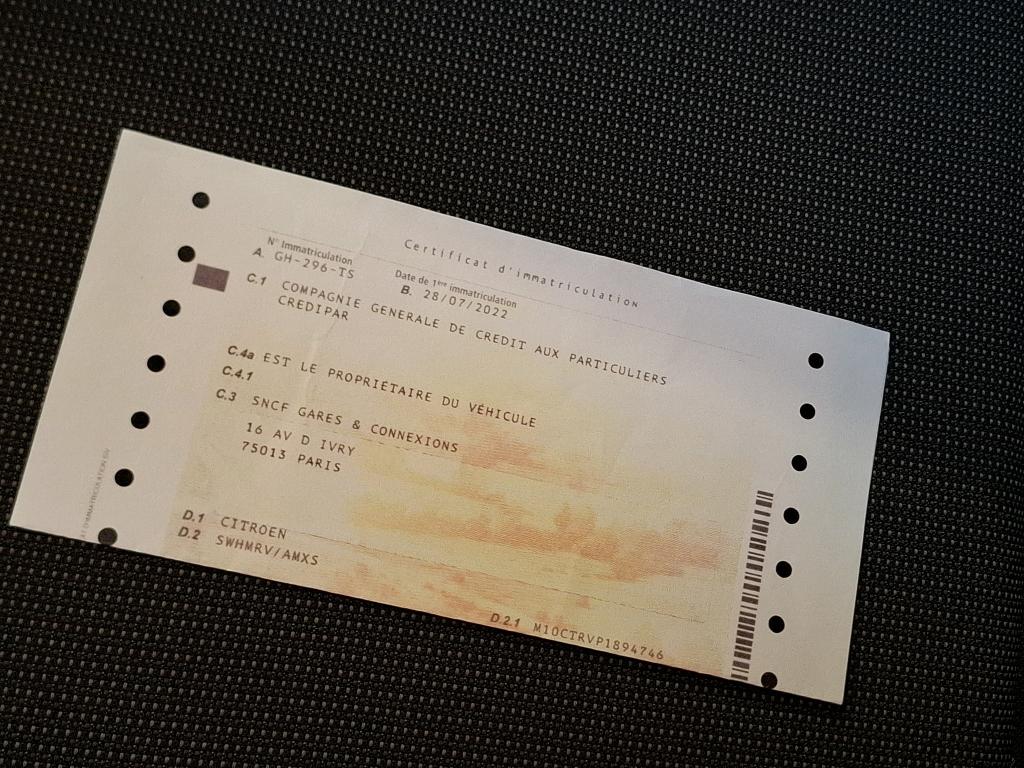 Certificat d'immatriculation
N° Immatriculation
A. GH-296-TS
Date de 1ère immatriculation
B. 28/07/2022
C.1 COMPAGNIE GENERALE DE CREDIT AUX PARTICULIERS
CREDIPAR
C.4a EST LE PROPRIÉTAIRE DU VÉHICULE
C.4.1
C.3 SNCF GARES & CONNEXIONS
16 AV D IVRY
75013 PARIS
D.1 CITROEN
D.2 SWHMRV/AMXS
D.2.1 M10CTRVP1894746